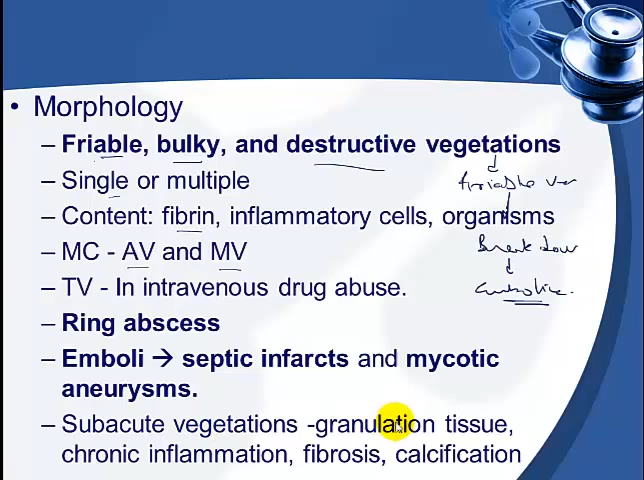 • Morphology
– Friable, bulky, and destructive vegetations
– Single or multiple
– Content: fibrin, inflammatory cells, organisms
– MC - AV and MV
– TV - In intravenous drug abuse.
– Ring abscess
– Emboli → septic infarcts and mycotic
aneurysms.
– Subacute vegetations -granulation tissue,
chronic inflammation, fibrosis, calcification